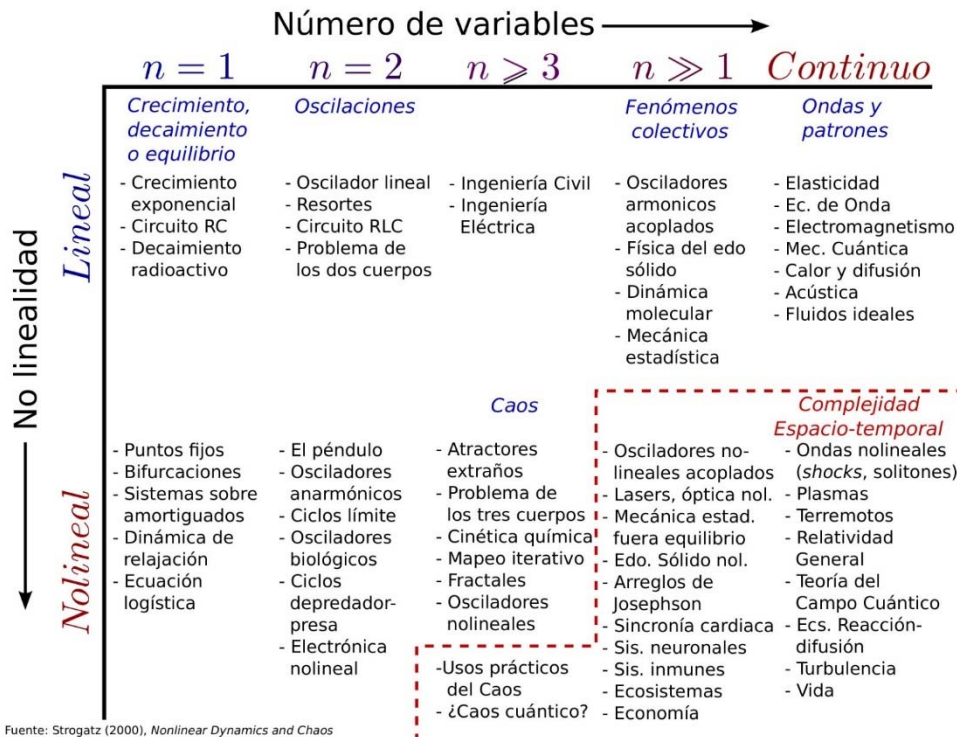 Número de variables
n = 1
n = 2
n ⩾ 3
n ≫ 1
Continuo
No linealidad
Lineal
Crecimiento,
decaimiento
o equilibrio
- Crecimiento
exponencial
- Circuito RC
- Decaimiento
radioactivo
Oscilaciones
- Oscilador lineal
- Resortes
- Circuito RLC
- Problema de
los dos cuerpos
- Ingeniería Civil
- Ingeniería
Eléctrica
Fenómenos
colectivos
- Osciladores
armonicos
acoplados
- Física del edo
sólido
- Dinámica
molecular
- Mecánica
estadística
Ondas y
patrones
- Elasticidad
- Ec. de Onda
- Electromagnetismo
- Mec. Cuántica
- Calor y difusión
- Acústica
- Fluidos ideales
Nolineal
- Puntos fijos
- Bifurcaciones
- Sistemas sobre
amortiguados
- Dinámica de
relajación
- Ecuación
logística
- El péndulo
- Osciladores
anarmónicos
- Ciclos límite
- Osciladores
biológicos
- Ciclos
depredador-
presa
- Electrónica
nolineal
Caos
- Atractores
extraños
- Problema de
los tres cuerpos
- Cinética química
- Mapeo iterativo
- Fractales
- Osciladores
nolineales
-Usos prácticos
del Caos
- ¿Caos cuántico?
- Osciladores no-
lineales acoplados
- Lasers, óptica nol.
- Mecánica estad.
fuera equilibrio
- Edo. Sólido nol.
- Arreglos de
Josephson
- Sincronía cardiaca
- Sis. neuronales
- Sis. inmunes
- Ecosistemas
- Economía
Complejidad
Espacio-temporal
- Ondas nolineales
(shocks, solitones)
- Plasmas
- Terremotos
- Relatividad
General
- Teoría del
Campo Cuántico
- Ecs. Reacción-
difusión
- Turbulencia
- Vida
Fuente: Strogatz (2000), Nonlinear Dynamics and Chaos